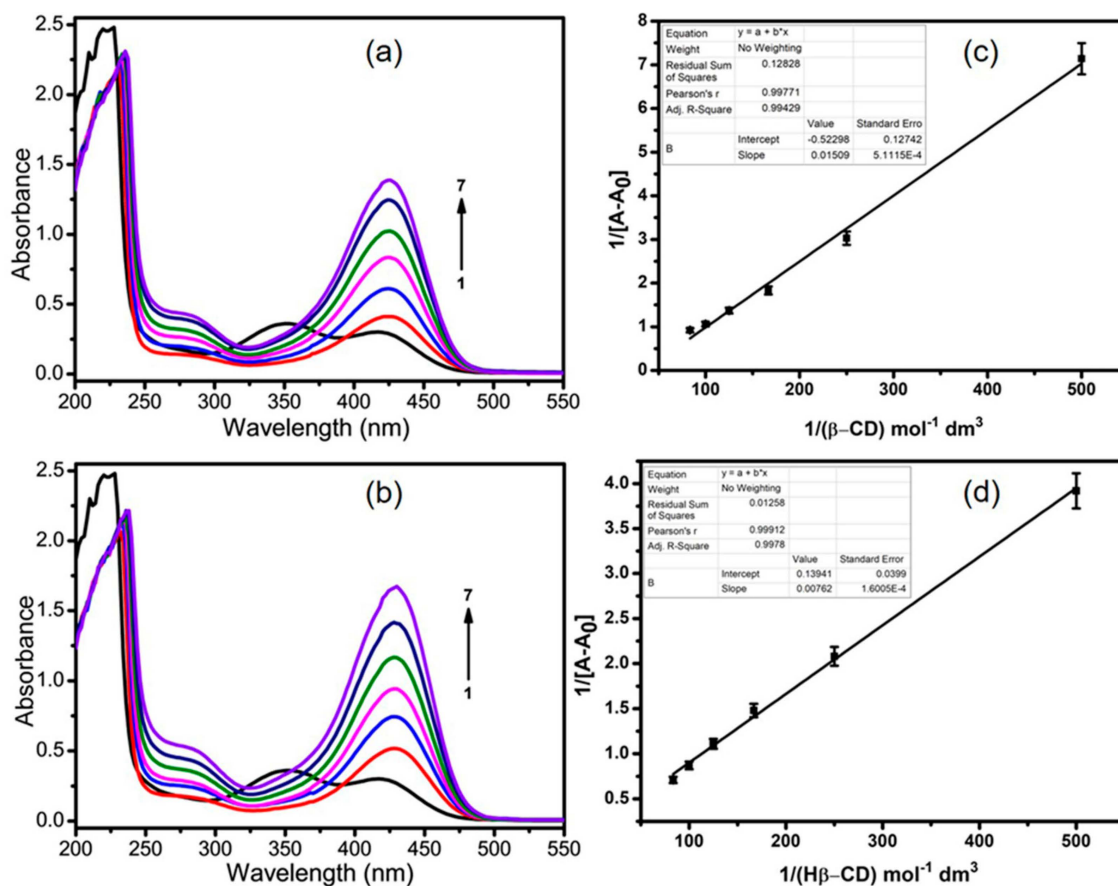 (a)
2.5
2.0
1.5
1.0
0.5
0.0
Absorbance
7
1
200 250 300 350 400 450 500 550
Wavelength (nm)
(c)
8
7
6
5
4
3
2
1
0
1/[A-A0]
Equation y = a + b*x
Weight No Weighting
Residual Sum
of Squares 0.12828
Pearson's r 0.99771
Adj. R-Square 0.99429
Value Standard Erro
B Intercept -0.52298 0.12742
Slope 0.01509 5.1115E-4
100 200 300 400 500
1/(β–CD) mol⁻¹ dm³
(b)
2.5
2.0
1.5
1.0
0.5
0.0
Absorbance
7
1
200 250 300 350 400 450 500 550
Wavelength (nm)
(d)
4.0
3.5
3.0
2.5
2.0
1.5
1.0
0.5
1/[A-A0]
Equation y = a + b*x
Weight No Weighting
Residual Sum
of Squares 0.01258
Pearson's r 0.99912
Adj. R-Square 0.9978
Value Standard Error
B Intercept 0.13941 0.0399
Slope 0.00762 1.6005E-4
100 200 300 400 500
1/(Hβ–CD) mol⁻¹ dm³